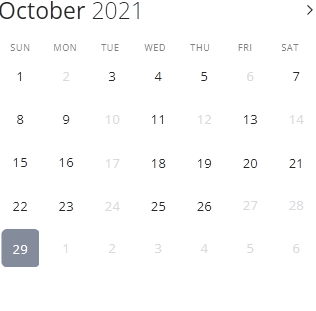 October 2021
SUN MON TUE WED THU FRI SAT
1 2 3 4 5 6 7
8 9 10 11 12 13 14
15 16 17 18 19 20 21
22 23 24 25 26 27 28
29 1 2 3 4 5 6